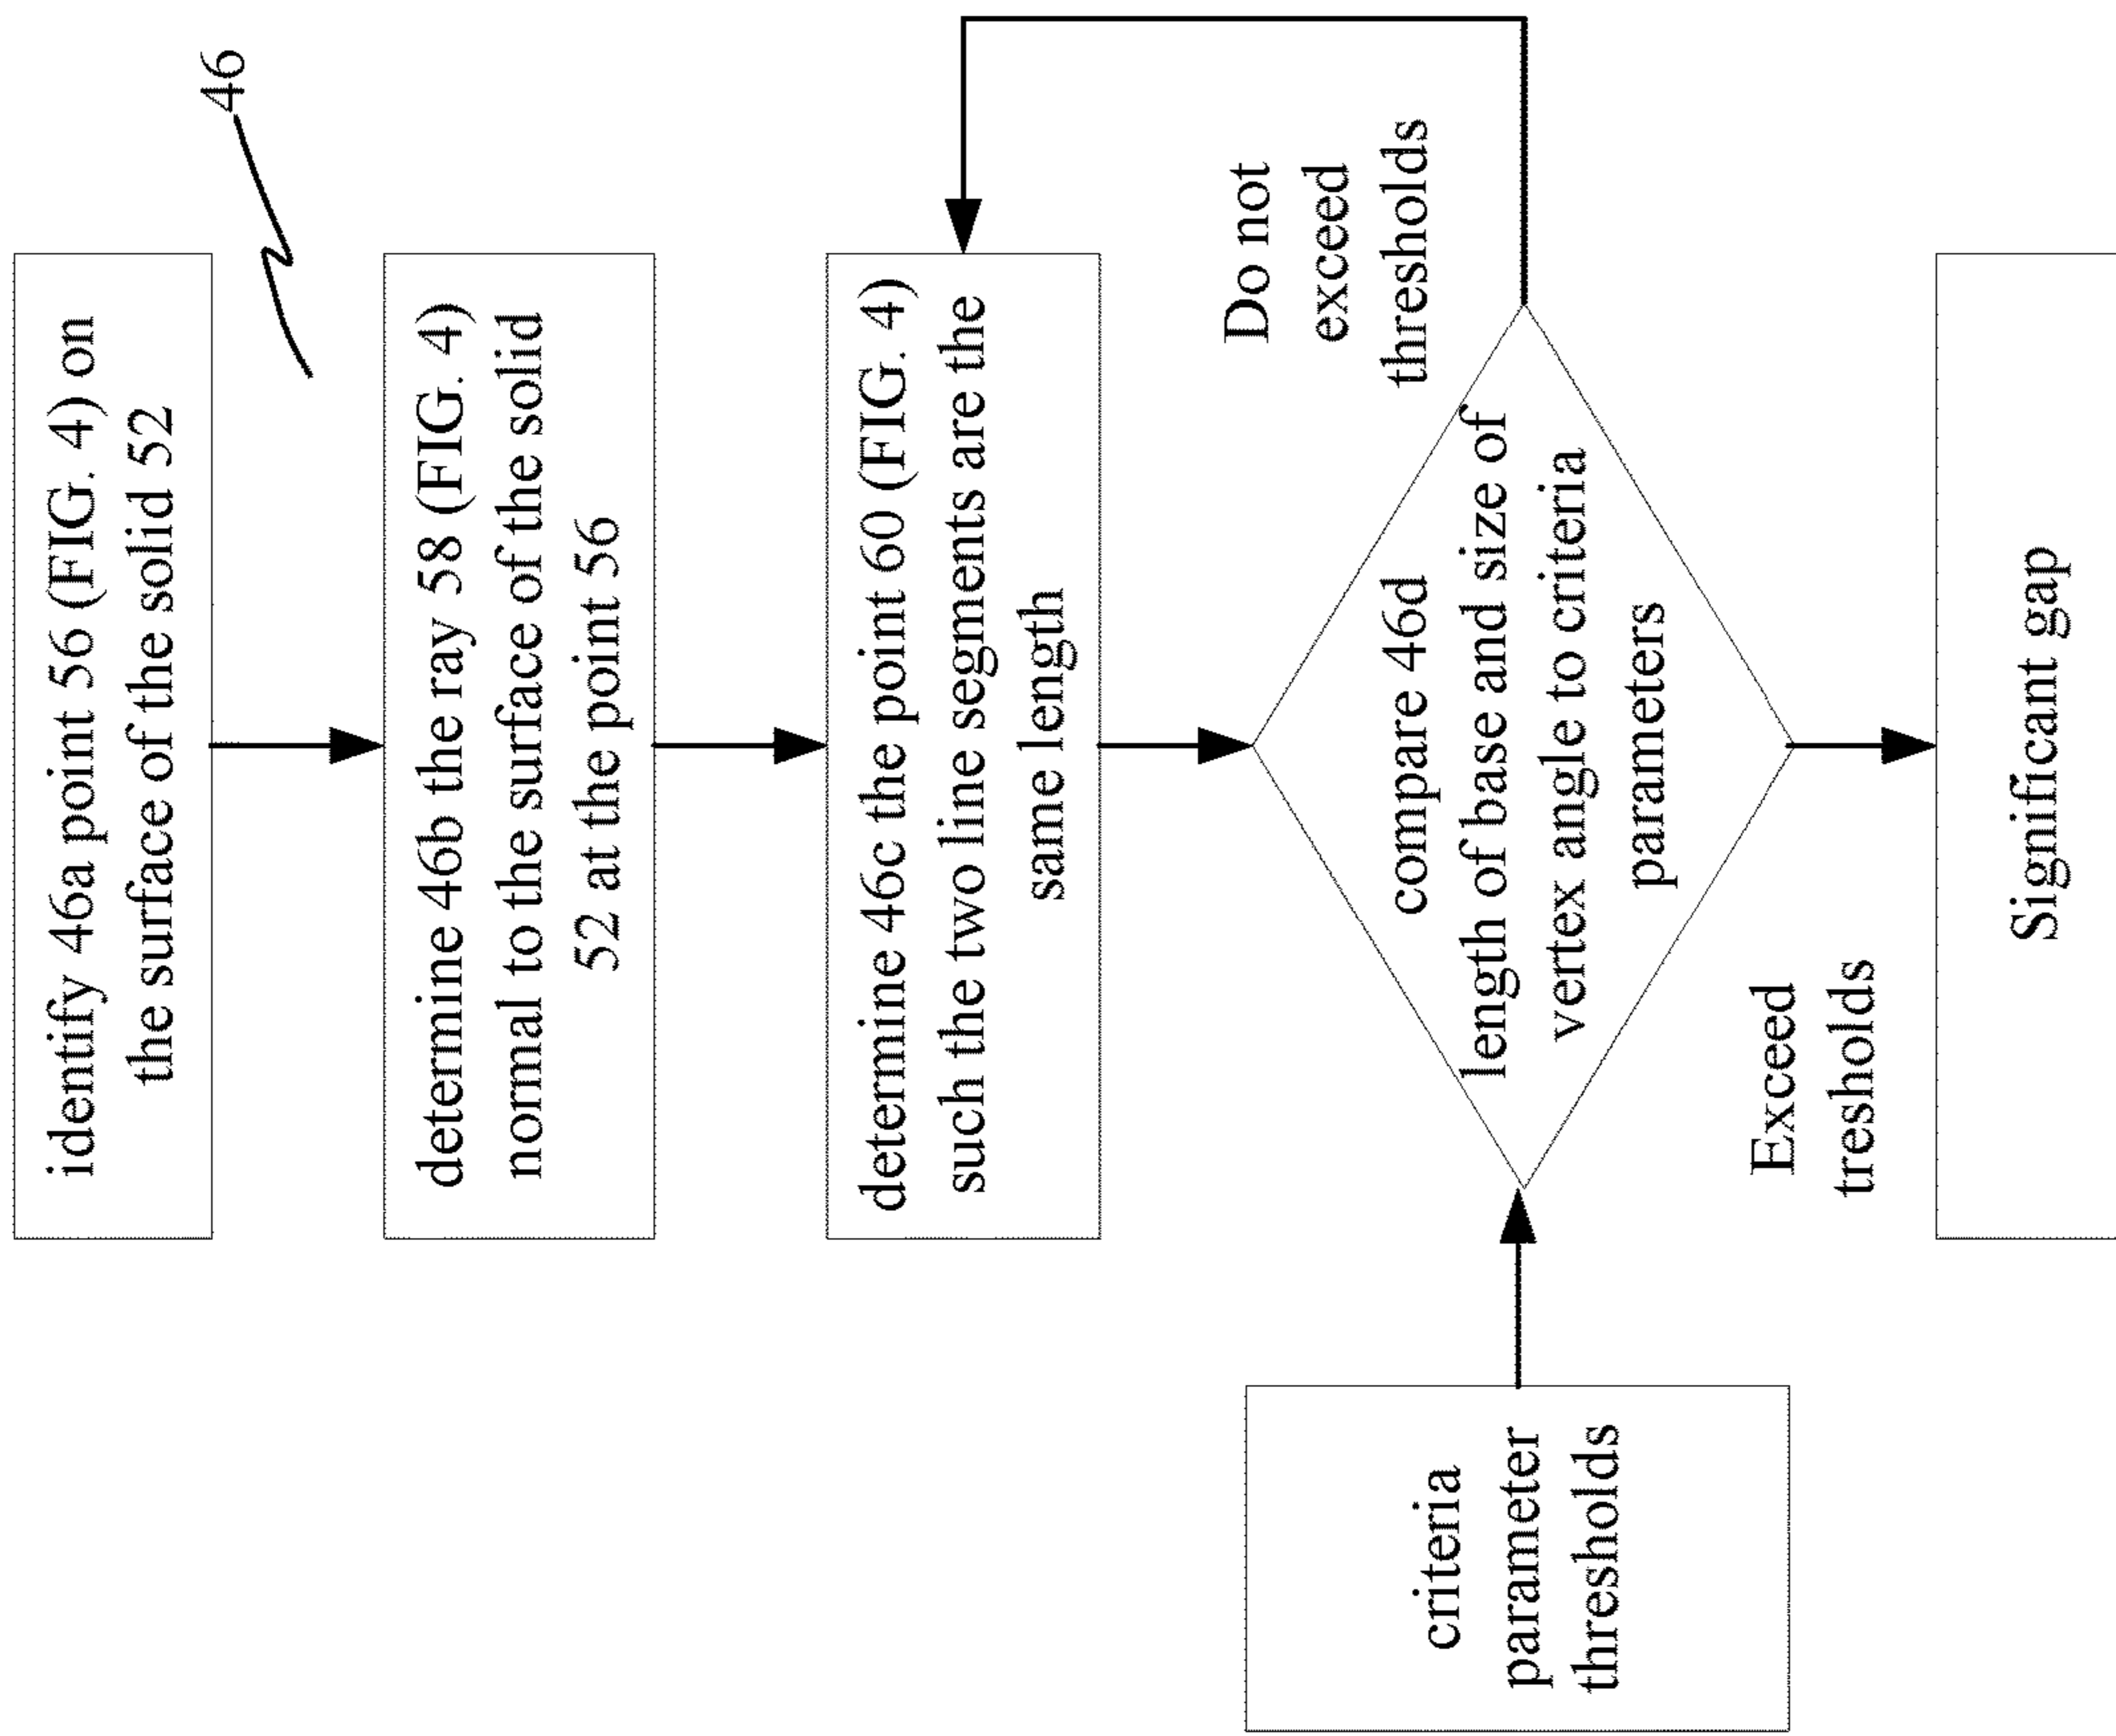 identify 46a point 56 (FIG. 4) on
the surface of the solid 52
46
determine 46b the ray 58 (FIG. 4)
normal to the surface of the solid
52 at the point 56
determine 46c the point 60 (FIG. 4)
such the two line segments are the
same length
criteria
parameter
thresholds
compare 46d
length of base and size of
vertex angle to criteria
parameters
Do not
exceed
thresholds
Exceed
tresholds
Significant gap